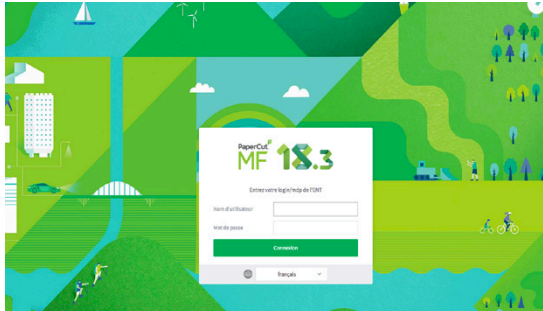 PaperCut
MF 18.3
Entrez votre login/mdp de l'ENT
Nom d'utilisateur
Mot de passe
Connexion
français